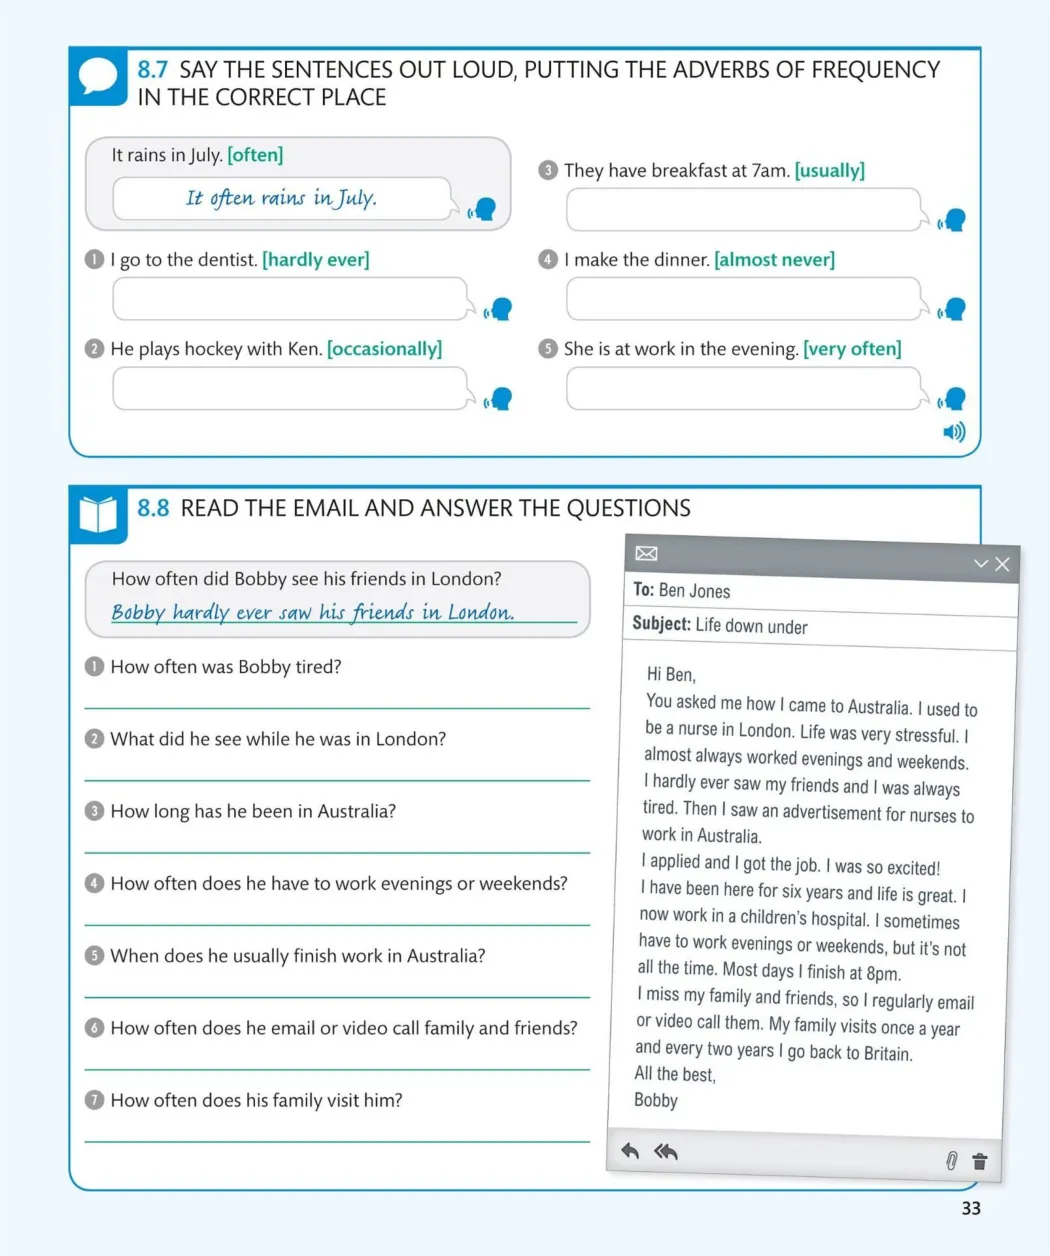 8.7 SAY THE SENTENCES OUT LOUD, PUTTING THE ADVERBS OF FREQUENCY
IN THE CORRECT PLACE
It rains in July. [often]
It often rains in July.
1 I go to the dentist. [hardly ever]
2 He plays hockey with Ken. [occasionally]
3 They have breakfast at 7am. [usually]
4 I make the dinner. [almost never]
5 She is at work in the evening. [very often]
8.8 READ THE EMAIL AND ANSWER THE QUESTIONS
How often did Bobby see his friends in London?
Bobby hardly ever saw his friends in London.
1 How often was Bobby tired?
2 What did he see while he was in London?
3 How long has he been in Australia?
4 How often does he have to work evenings or weekends?
5 When does he usually finish work in Australia?
6 How often does he email or video call family and friends?
7 How often does his family visit him?
To: Ben Jones
Subject: Life down under
Hi Ben,
You asked me how I came to Australia. I used to
be a nurse in London. Life was very stressful. I
almost always worked evenings and weekends.
I hardly ever saw my friends and I was always
tired. Then I saw an advertisement for nurses to
work in Australia.
I applied and I got the job. I was so excited!
I have been here for six years and life is great. I
now work in a children's hospital. I sometimes
have to work evenings or weekends, but it's not
all the time. Most days I finish at 8pm.
I miss my family and friends, so I regularly email
or video call them. My family visits once a year
and every two years I go back to Britain.
All the best,
Bobby
33